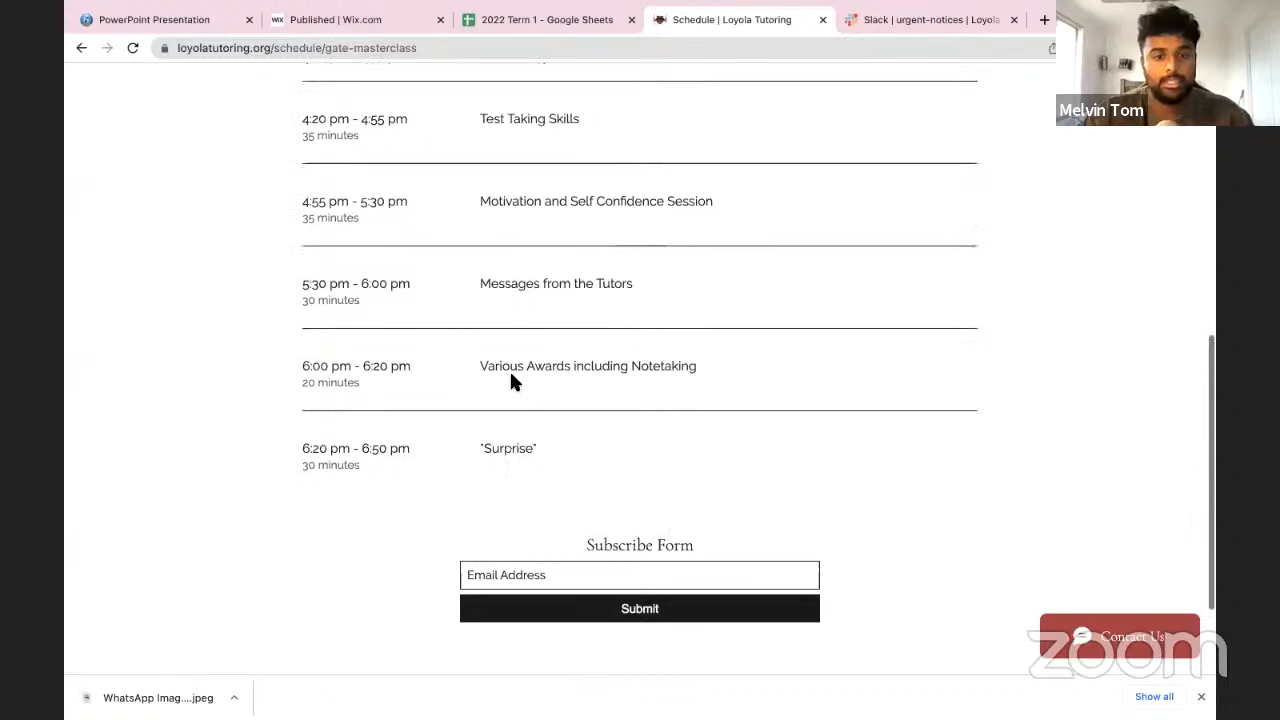 PowerPoint Presentation
WiX Published | Wix.com
2022 Term 1 - Google Sheets
Schedule | Loyola Tutoring
Slack | urgent-notices | Loyola
loyolatutoring.org/schedule/gate-masterclass
Melvin Tom
4:20 pm - 4:55 pm Test Taking Skills
35 minutes
4:55 pm - 5:30 pm Motivation and Self Confidence Session
35 minutes
5:30 pm - 6:00 pm Messages from the Tutors
30 minutes
6:00 pm - 6:20 pm Various Awards including Notetaking
20 minutes
6:20 pm - 6:50 pm *Surprise*
30 minutes
Subscribe Form
Email Address
Submit
Contact Us
zoom
WhatsApp Imag....jpeg
Show all